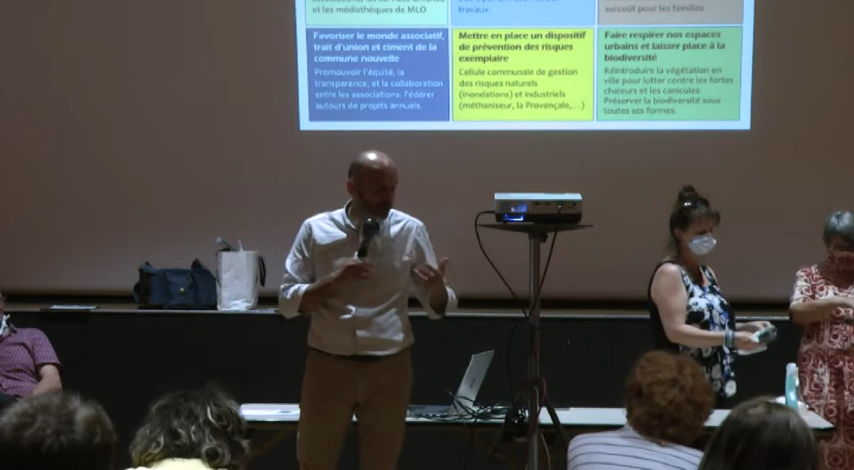 et les médiathèques de MLO
travaux.
surcoût pour les familles
Favoriser le monde associatif,
trait d'union et ciment de la
commune nouvelle
Promouvoir l'équité, la
transparence, et la collaboration
entre les associations. Fédérer
autours de projets annuels.
Mettre en place un dispositif
de prévention des risques
exemplaire
Cellule communale de gestion
des risques naturels
(inondations) et industriels
(méthaniseur, la Provençale,...)
Faire respirer nos espaces
urbains et laisser place à la
biodiversité
Réintroduire la végétation en
ville pour lutter contre les fortes
chaleurs et les canicules.
Préserver la biodiversité sous
toutes ses formes.